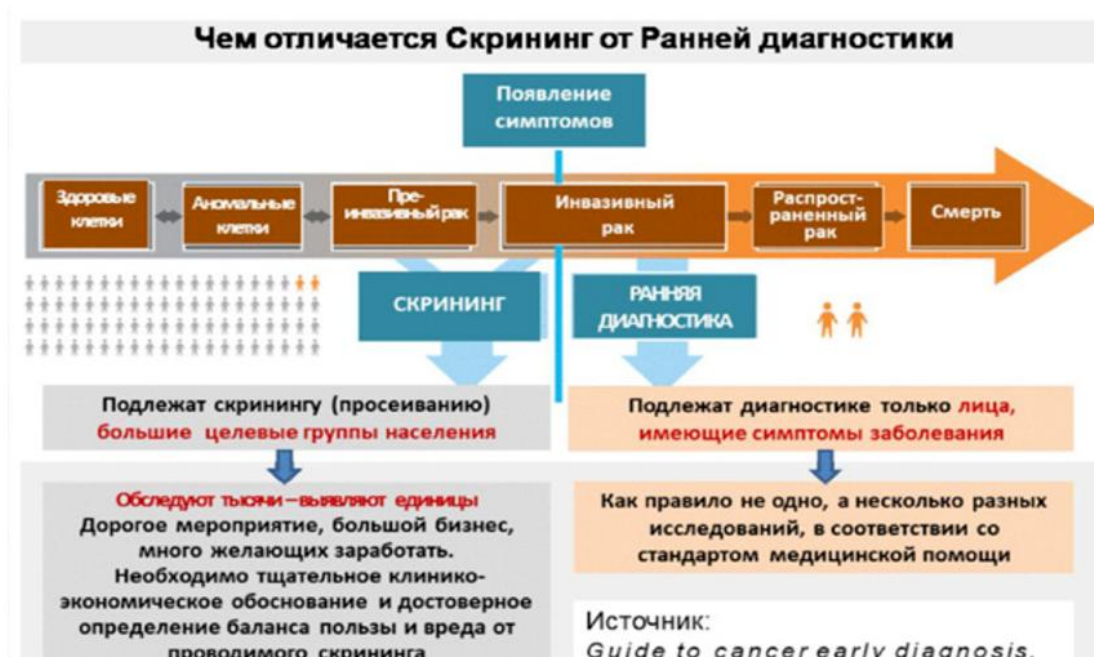 Чем отличается Скрининг от Ранней диагностики
Появление
симптомов
Здоровые
клетки
Аномальные
клетки
Пре-
инвазивный рак
Инвазивный
рак
Распрост-
раненный
рак
Смерть
СКРИНИНГ
РАННЯЯ
ДИАГНОСТИКА
Подлежат скринингу (просеиванию)
большие целевые группы населения
Подлежат диагностике только лица,
имеющие симптомы заболевания
Обследуют тысячи – выявляют единицы
Дорогое мероприятие, большой бизнес,
много желающих заработать.
Необходимо тщательное клинико-
экономическое обоснование и достоверное
определение баланса пользы и вреда от
проводимого скрининга
Как правило не одно, а несколько разных
исследований, в соответствии со
стандартом медицинской помощи
Источник:
Guide to cancer early diagnosis.